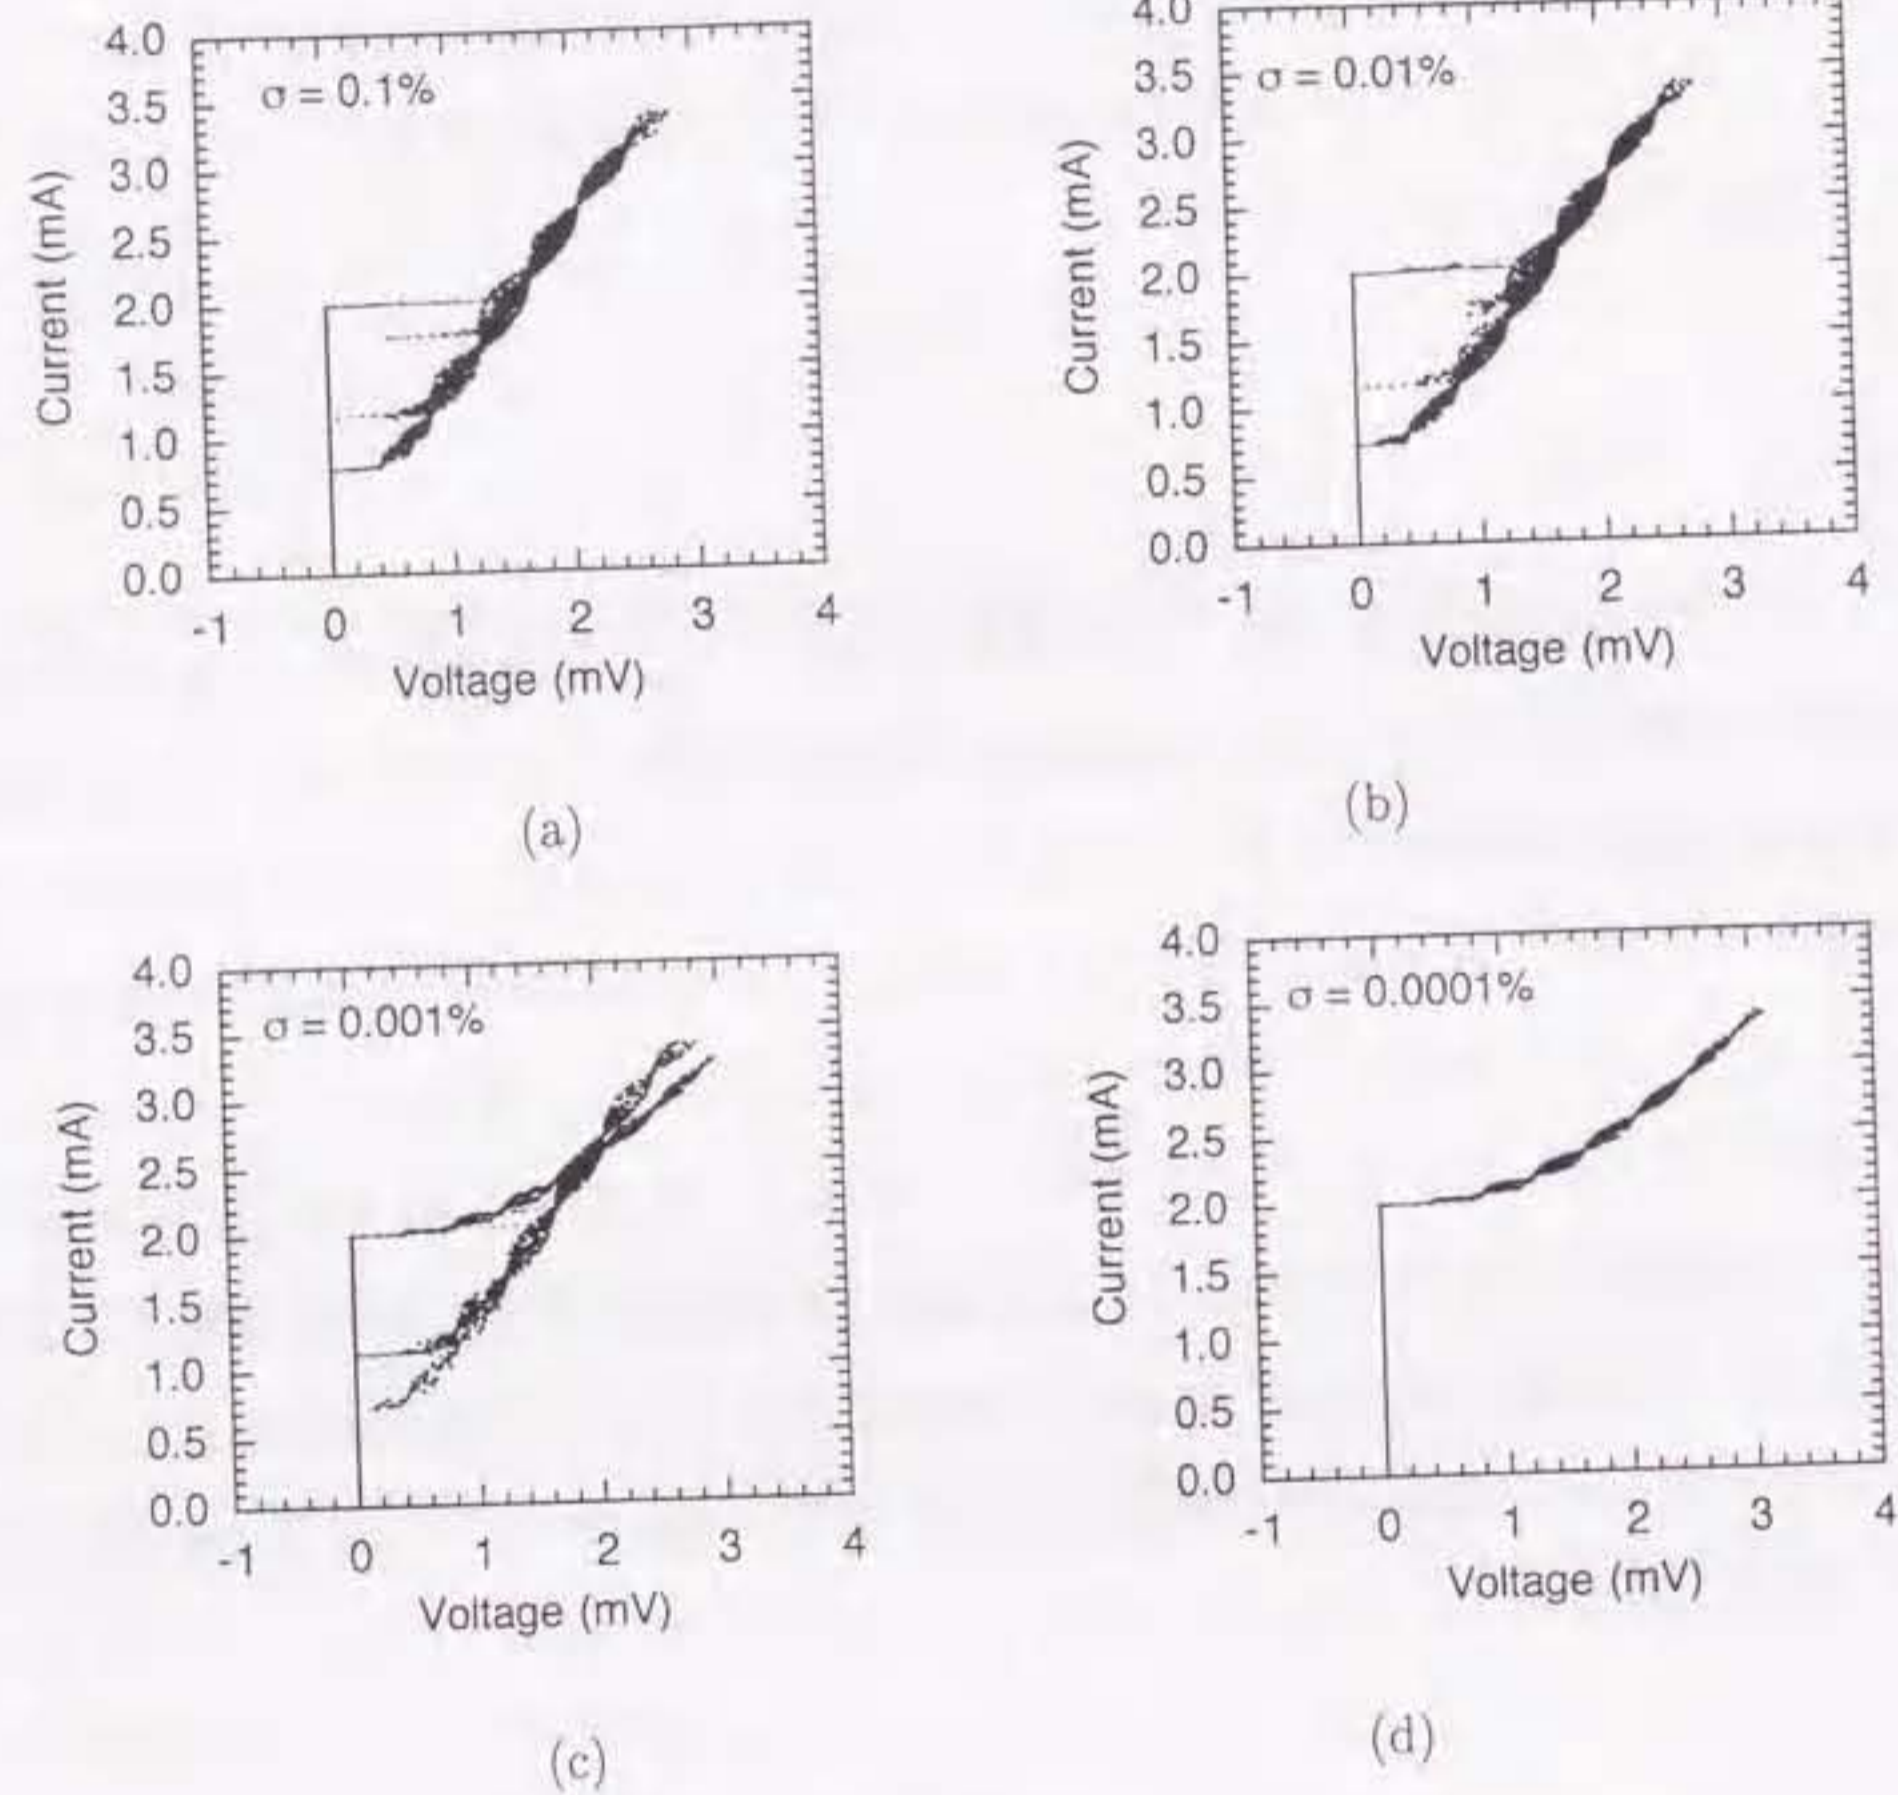 4.0
3.5
3.0
2.5
2.0
1.5
1.0
0.5
0.0
Current (mA)
σ = 0.1%
-1 0 1 2 3 4
Voltage (mV)
(a)
4.0
3.5
3.0
2.5
2.0
1.5
1.0
0.5
0.0
Current (mA)
σ = 0.01%
-1 0 1 2 3 4
Voltage (mV)
(b)
4.0
3.5
3.0
2.5
2.0
1.5
1.0
0.5
0.0
Current (mA)
σ = 0.001%
-1 0 1 2 3 4
Voltage (mV)
(c)
4.0
3.5
3.0
2.5
2.0
1.5
1.0
0.5
0.0
Current (mA)
σ = 0.0001%
-1 0 1 2 3 4
Voltage (mV)
(d)